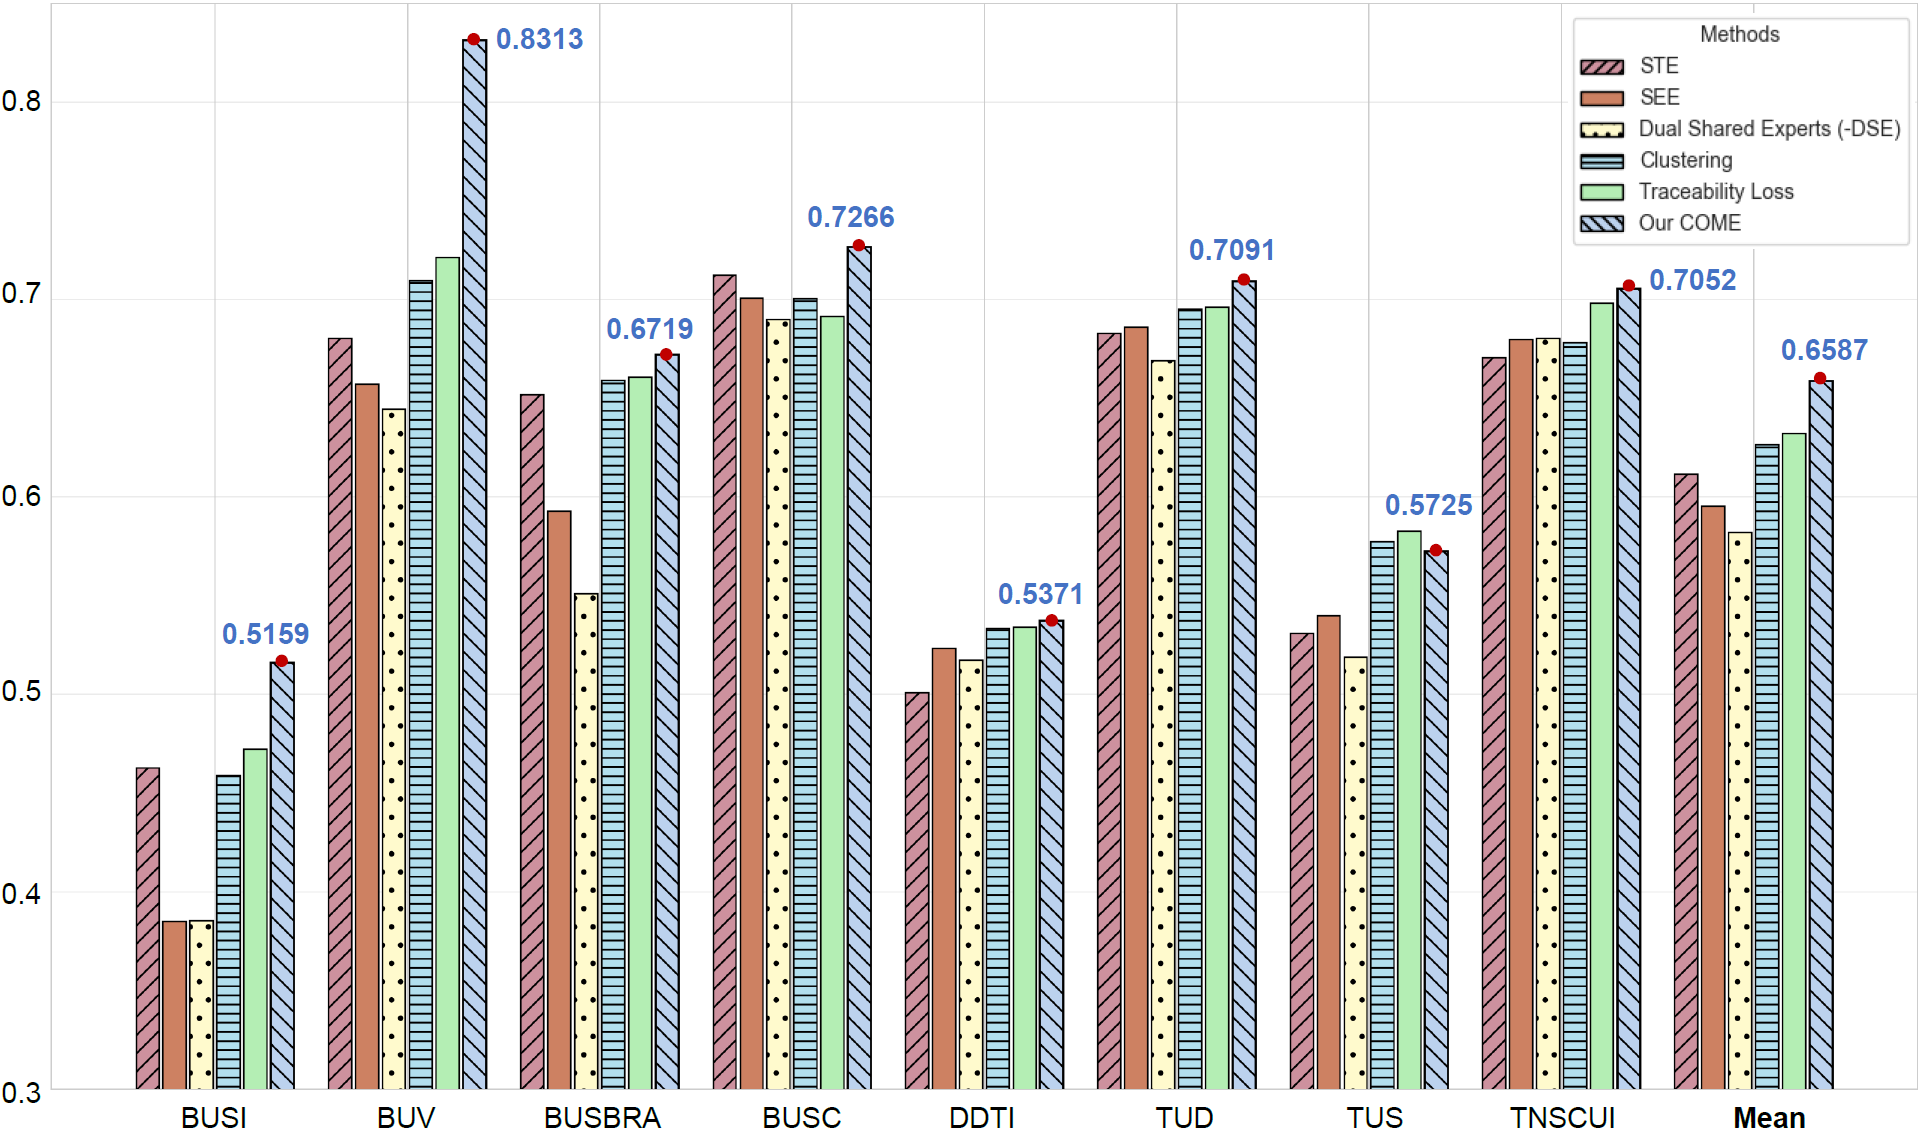 Methods
STE
SEE
Dual Shared Experts (-DSE)
Clustering
Traceability Loss
Our COME
0.8
0.7
0.6
0.5
0.4
0.3
0.5159
0.8313
0.6719
0.7266
0.5371
0.7091
0.5725
0.7052
0.6587
BUSI
BUV
BUSBRA
BUSC
DDTI
TUD
TUS
TNSCUI
Mean